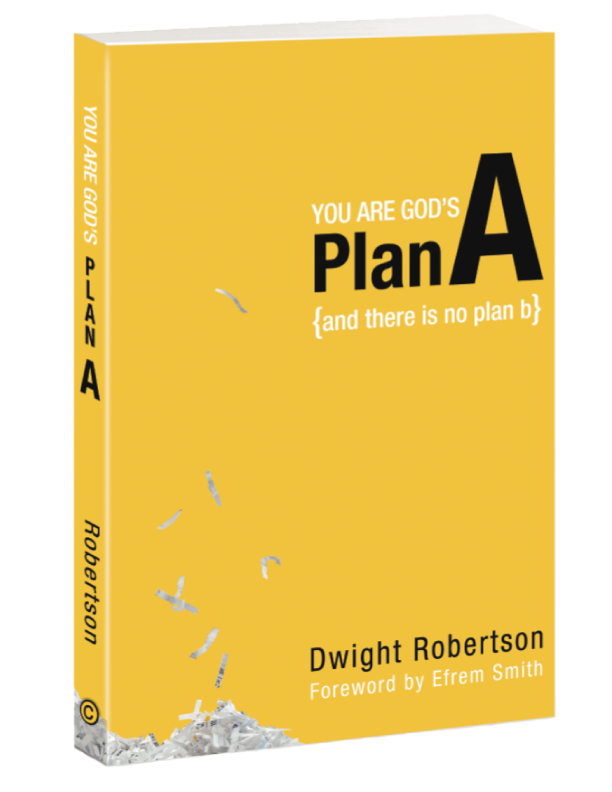 YOU ARE GOD'S
Plan A
{and there is no plan b}
Dwight Robertson
Foreword by Efrem Smith
YOU ARE GOD'S PLAN A
Robertson
©